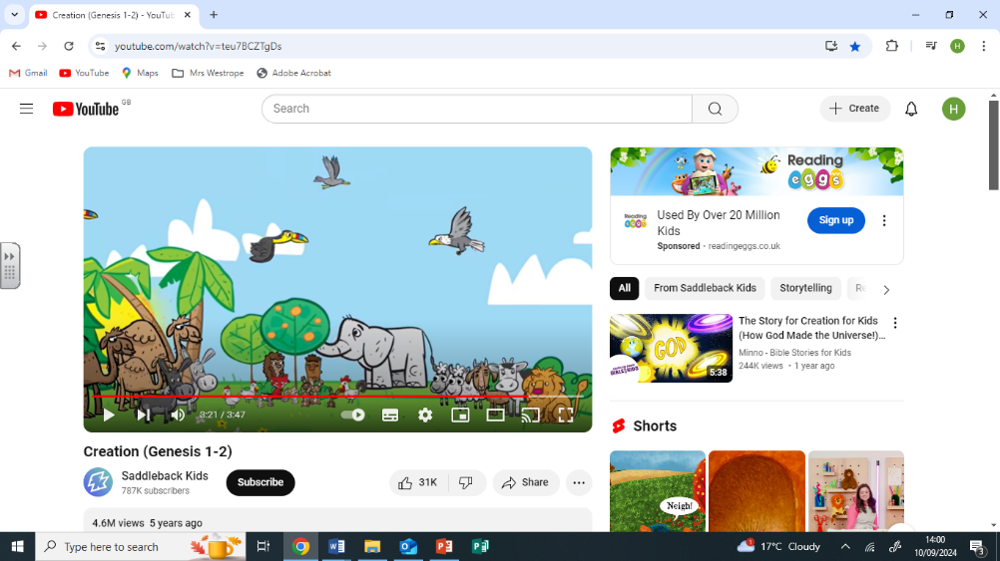 Creation (Genesis 1-2) - YouTu
youtube.com/watch?v=teu7BCZTgDs
H
Gmail
YouTube
Maps
Mrs Westrope
Adobe Acrobat
YouTube GB
Search
Create
H
Reading
eggs
Reading
eggs
Used By Over 20 Million
Kids
Sponsored · readingeggs.co.uk
Sign up
All
From Saddleback Kids
Storytelling
GOD
5:38
The Story for Creation for Kids
(How God Made the Universe!)...
Minno - Bible Stories for Kids
244K views · 1 year ago
3:21 / 3:47
Creation (Genesis 1-2)
Saddleback Kids
787K subscribers
Subscribe
31K
Share
4.6M views 5 years ago
Shorts
Neigh!
Type here to search
1
17°C Cloudy
14:00
10/09/2024
3